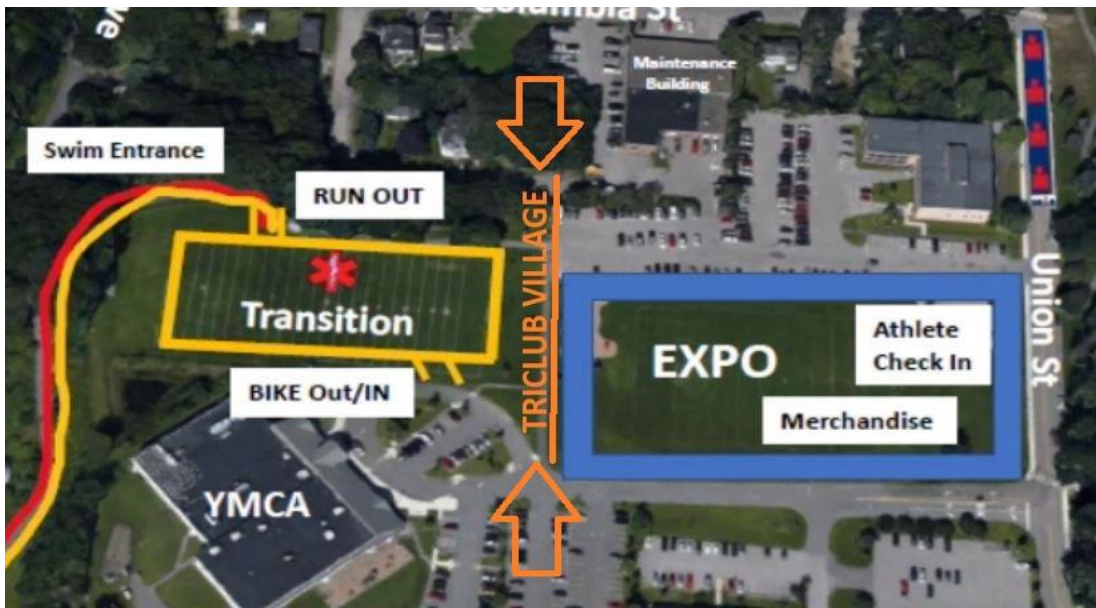 ve
Columbia St
Maintenance
Building
Swim Entrance
RUN OUT
TRICLUB VILLAGE
Transition
BIKE Out/IN
YMCA
EXPO
Athlete
Check In
Merchandise
Union St